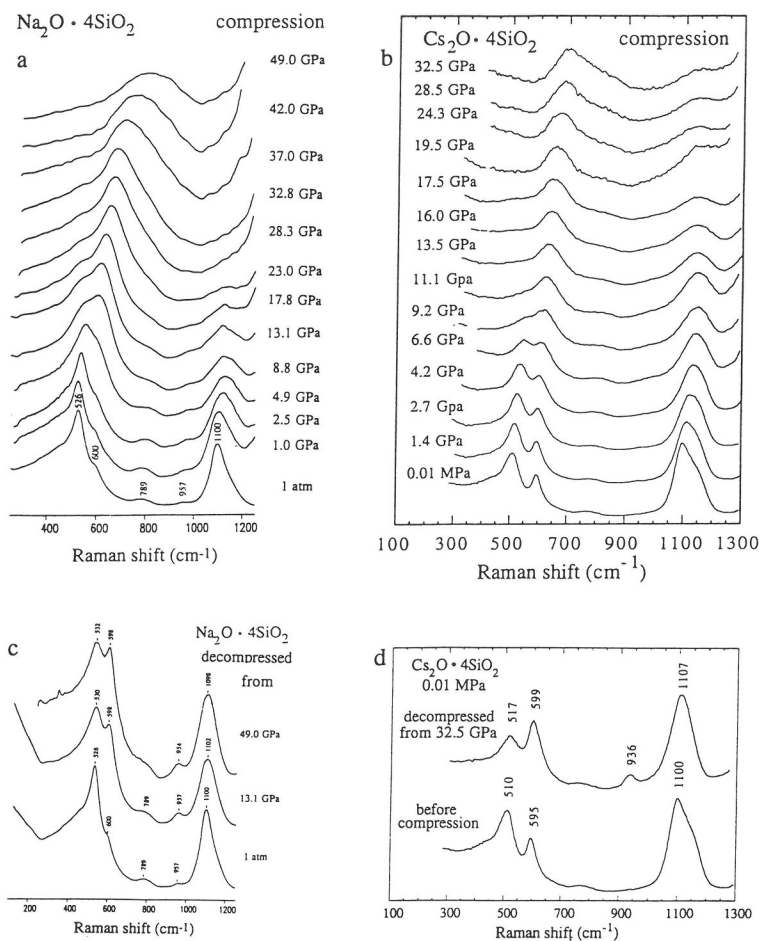 Na2O · 4SiO2 compression
a
49.0 GPa
42.0 GPa
37.0 GPa
32.8 GPa
28.3 GPa
23.0 GPa
17.8 GPa
13.1 GPa
8.8 GPa
4.9 GPa
2.5 GPa
1.0 GPa
1 atm
526
600
789
957
1100
400 600 800 1000 1200
Raman shift (cm-1)
b
Cs2O · 4SiO2 compression
32.5 GPa
28.5 GPa
24.3 GPa
19.5 GPa
17.5 GPa
16.0 GPa
13.5 GPa
11.1 Gpa
9.2 GPa
6.6 GPa
4.2 GPa
2.7 Gpa
1.4 GPa
0.01 MPa
100 300 500 700 900 1100 1300
Raman shift (cm-1)
c
Na2O · 4SiO2
decompressed
from
532
598
1098
49.0 GPa
530
598
954
1102
13.1 GPa
526
600
789
957
1100
1 atm
789
957
200 400 600 800 1000 1200
Raman shift (cm-1)
d
Cs2O · 4SiO2
0.01 MPa
decompressed
from 32.5 GPa
517
599
936
1107
before
compression
510
595
1100
100 300 500 700 900 1100 1300
Raman shift (cm-1)